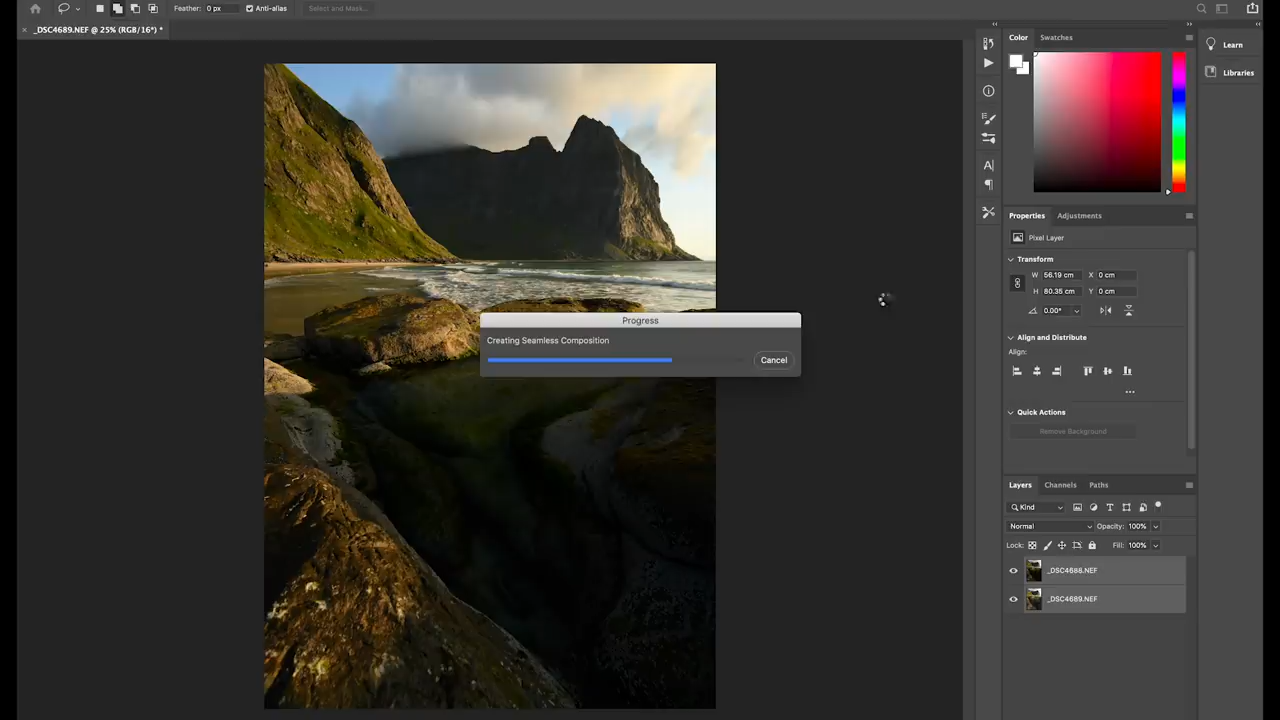 Feather: 0 px
Anti-alias
Select and Mask...
× _DSC4689.NEF @ 25% (RGB/16*) *
Color
Swatches
Learn
Libraries
Properties
Adjustments
Pixel Layer
Transform
W 56.19 cm X 0 cm
H 80.35 cm Y 0 cm
0.00°
Align and Distribute
Align:
...
Quick Actions
Remove Background
Progress
Creating Seamless Composition
Cancel
Layers
Channels
Paths
Kind
Normal
Opacity: 100%
Lock:
Fill: 100%
_DSC4688.NEF
_DSC4689.NEF